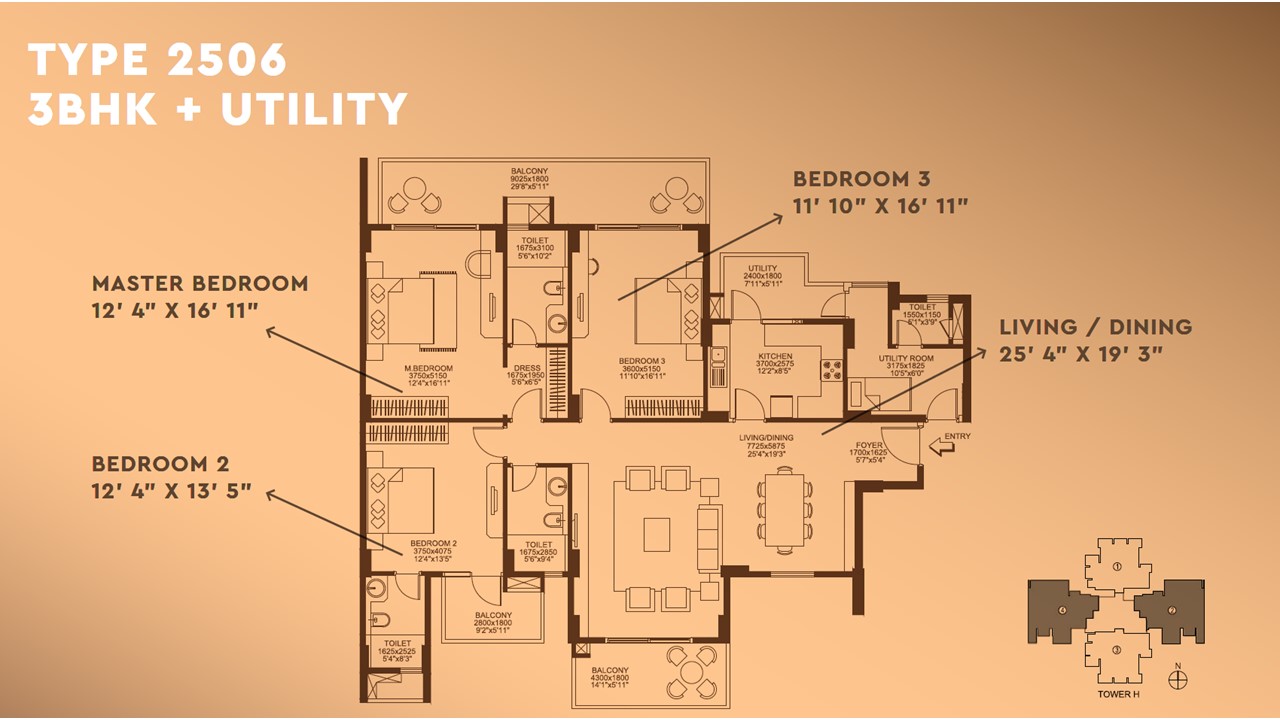 TYPE 2506
3BHK + UTILITY
BALCONY
9025x1800
29'8"x5'11"
BEDROOM 3
11' 10" X 16' 11"
TOILET
1675x3100
5'6"x10'2"
UTILITY
2400x1800
7'11"x5'11"
MASTER BEDROOM
12' 4" X 16' 11"
TOILET
1550x1150
5'1"x3'9"
LIVING / DINING
25' 4" X 19' 3"
M.BEDROOM
3750x5150
12'4"x16'11"
DRESS
1675x1950
5'6"x6'5"
BEDROOM 3
3600x5150
11'10"x16'11"
KITCHEN
3700x2575
12'2"x8'5"
UTILITY ROOM
3175x1825
10'5"x6'0"
LIVING/DINING
7725x5875
25'4"x19'3"
FOYER
1700x1625
5'7"x5'4"
ENTRY
BEDROOM 2
12' 4" X 13' 5"
BEDROOM 2
3750x4075
12'4"x13'5"
TOILET
1675x2850
5'6"x9'4"
BALCONY
2800x1800
9'2"x5'11"
TOILET
1625x2525
5'4"x8'3"
BALCONY
4300x1800
14'1"x5'11"
1
4
2
3
N
TOWER H